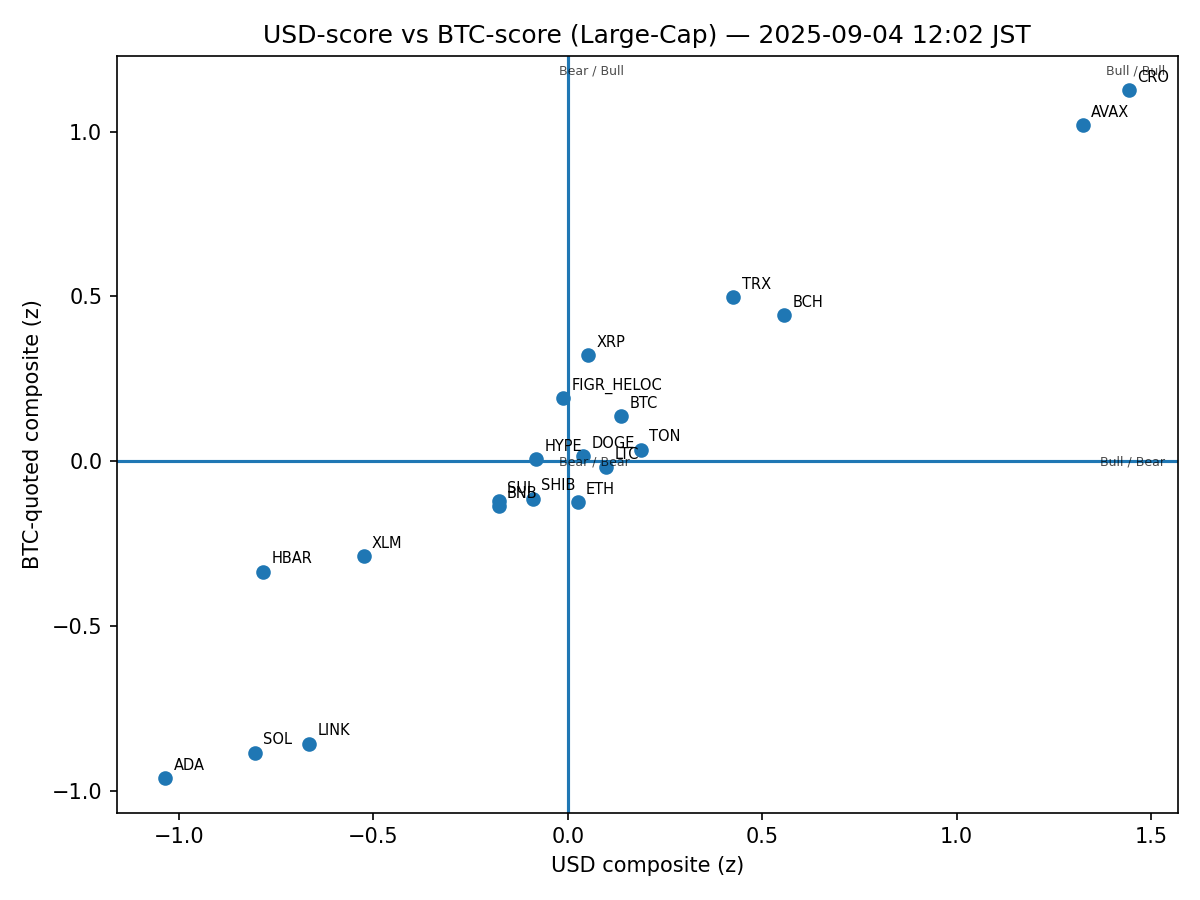 USD-score vs BTC-score (Large-Cap) — 2025-09-04 12:02 JST
Bear / Bull
Bull / Bull
CRO
AVAX
1.0
TRX
0.5
BCH
XRP
FIGR_HELOC
BTC
TON
DOGE
HYPE
LTC
0.0
Bear / Bear
Bull / Bear
SUI
SHIB
ETH
BNB
XLM
HBAR
−0.5
LINK
SOL
ADA
−1.0
−1.0
−0.5
0.0
0.5
1.0
1.5
USD composite (z)
BTC-quoted composite (z)